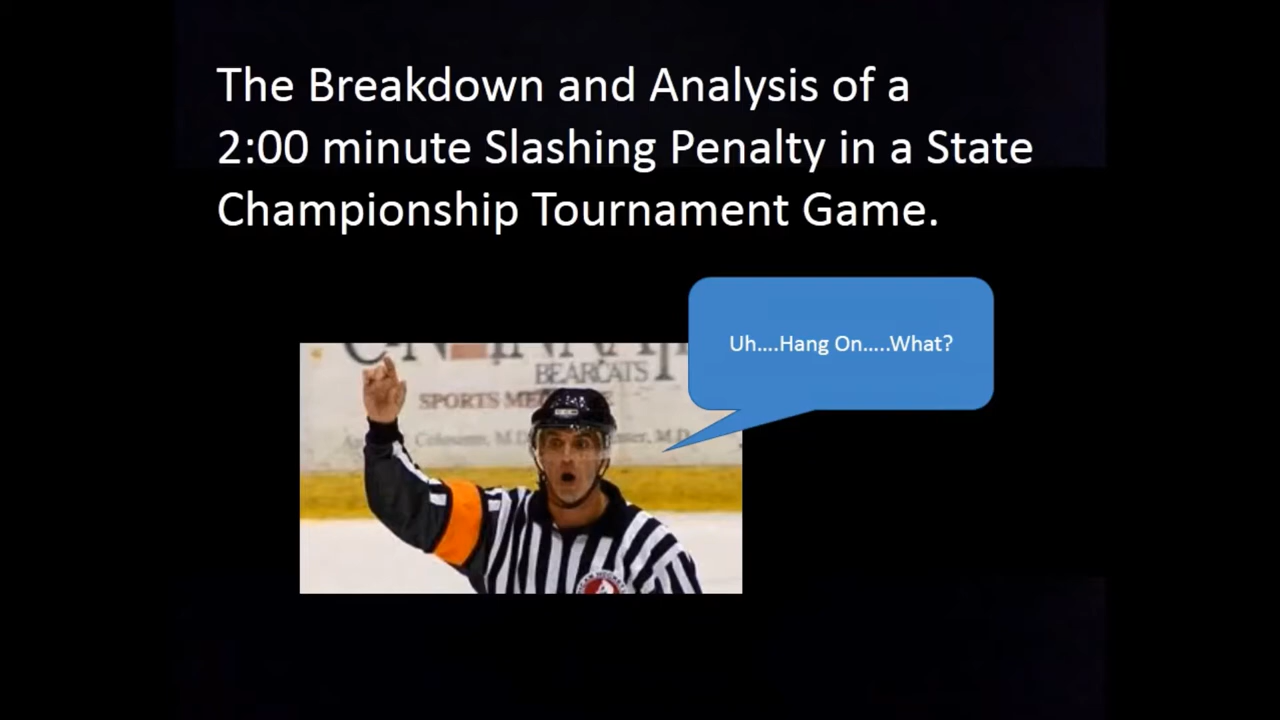 The Breakdown and Analysis of a
2:00 minute Slashing Penalty in a State
Championship Tournament Game.
Uh....Hang On.....What?
BEARCATS
SPORTS
M.D.